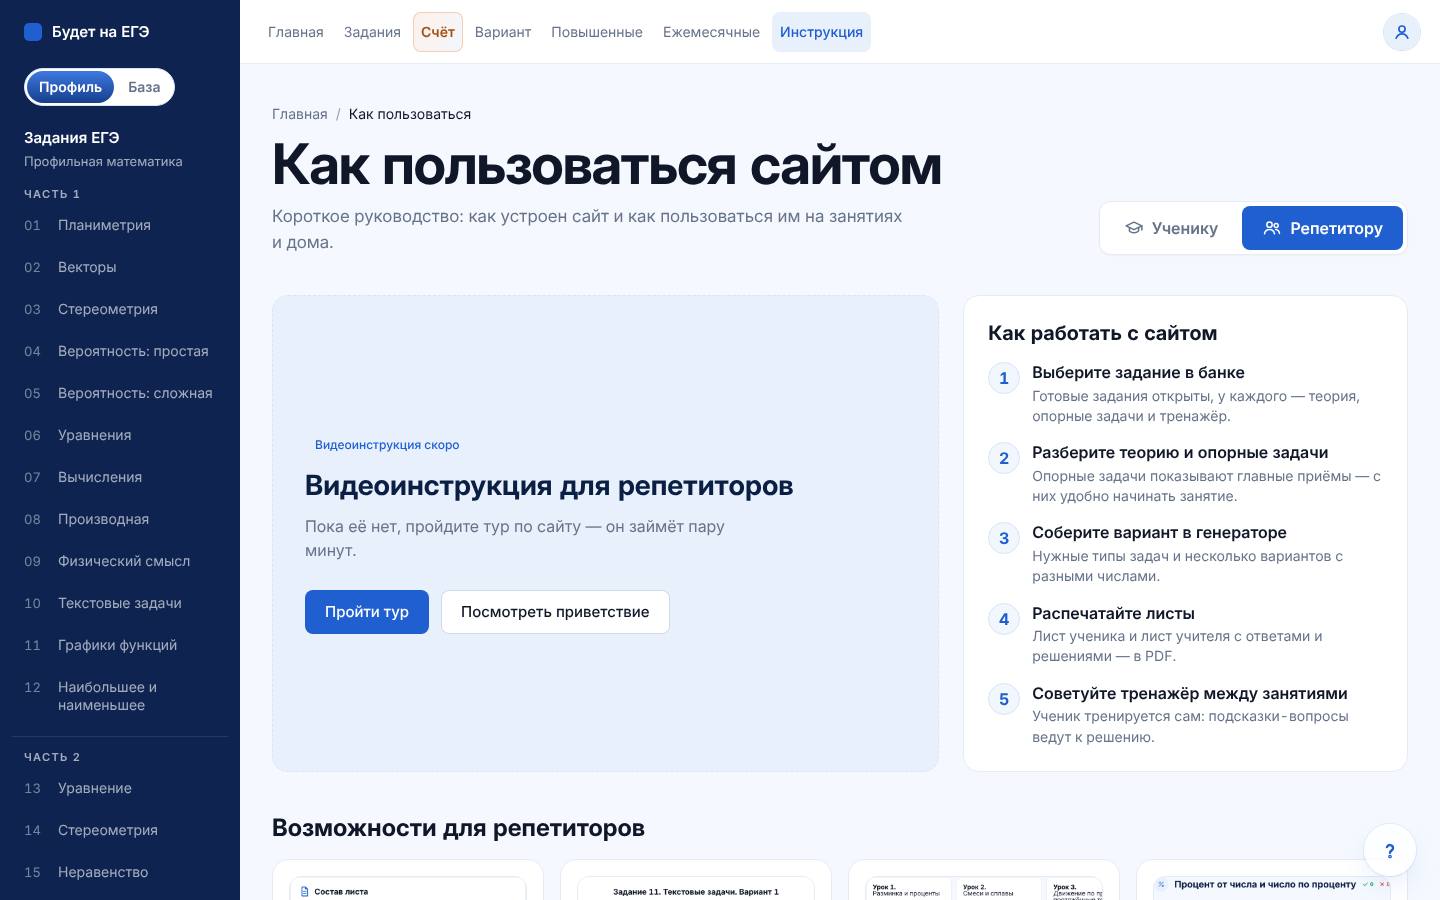 Будет на ЕГЭ
Профиль База
Задания ЕГЭ
Профильная математика
ЧАСТЬ 1
01 Планиметрия
02 Векторы
03 Стереометрия
04 Вероятность: простая
05 Вероятность: сложная
06 Уравнения
07 Вычисления
08 Производная
09 Физический смысл
10 Текстовые задачи
11 Графики функций
12 Наибольшее и
наименьшее
ЧАСТЬ 2
13 Уравнение
14 Стереометрия
15 Неравенство
Главная Задания Счёт Вариант Повышенные Ежемесячные Инструкция
Главная / Как пользоваться
Как пользоваться сайтом
Короткое руководство: как устроен сайт и как пользоваться им на занятиях
и дома.
Ученику Репетитору
Видеоинструкция скоро
Видеоинструкция для репетиторов
Пока её нет, пройдите тур по сайту — он займёт пару
минут.
Пройти тур Посмотреть приветствие
Как работать с сайтом
1 Выберите задание в банке
Готовые задания открыты, у каждого — теория,
опорные задачи и тренажёр.
2 Разберите теорию и опорные задачи
Опорные задачи показывают главные приёмы — с
них удобно начинать занятие.
3 Соберите вариант в генераторе
Нужные типы задач и несколько вариантов с
разными числами.
4 Распечатайте листы
Лист ученика и лист учителя с ответами и
решениями — в PDF.
5 Советуйте тренажёр между занятиями
Ученик тренируется сам: подсказки-вопросы
ведут к решению.
Возможности для репетиторов
Состав листа
Задание 11. Текстовые задачи. Вариант 1
Урок 1. Урок 2. Урок 3.
Разминка и проценты Смеси и сплавы
% Процент от числа и число по проценту
?